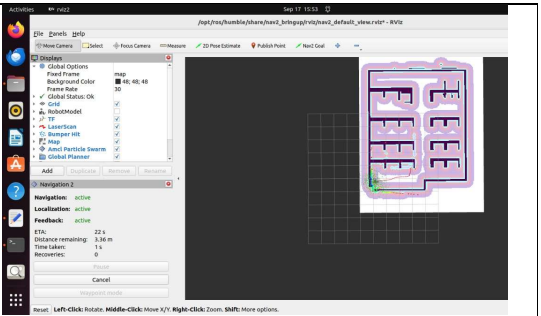 Activities rviz2 Sep 17 15:53
/opt/ros/humble/share/nav2_bringup/rviz/nav2_default_view.rviz* - RViz
File Panels Help
Move Camera Select Focus Camera Measure 2D Pose Estimate Publish Point Nav2 Goal
Displays
Global Options
Fixed Frame map
Background Color 48; 48; 48
Frame Rate 30
Global Status: Ok
Grid
RobotModel
TF
LaserScan
Bumper Hit
Map
Amcl Particle Swarm
Global Planner
Add Duplicate Remove Rename
Navigation 2
Navigation: active
Localization: active
Feedback: active
ETA: 22 s
Distance remaining: 3.36 m
Time taken: 1 s
Recoveries: 0
Pause
Cancel
Waypoint mode
Reset Left-Click: Rotate. Middle-Click: Move X/Y. Right-Click: Zoom. Shift: More options.